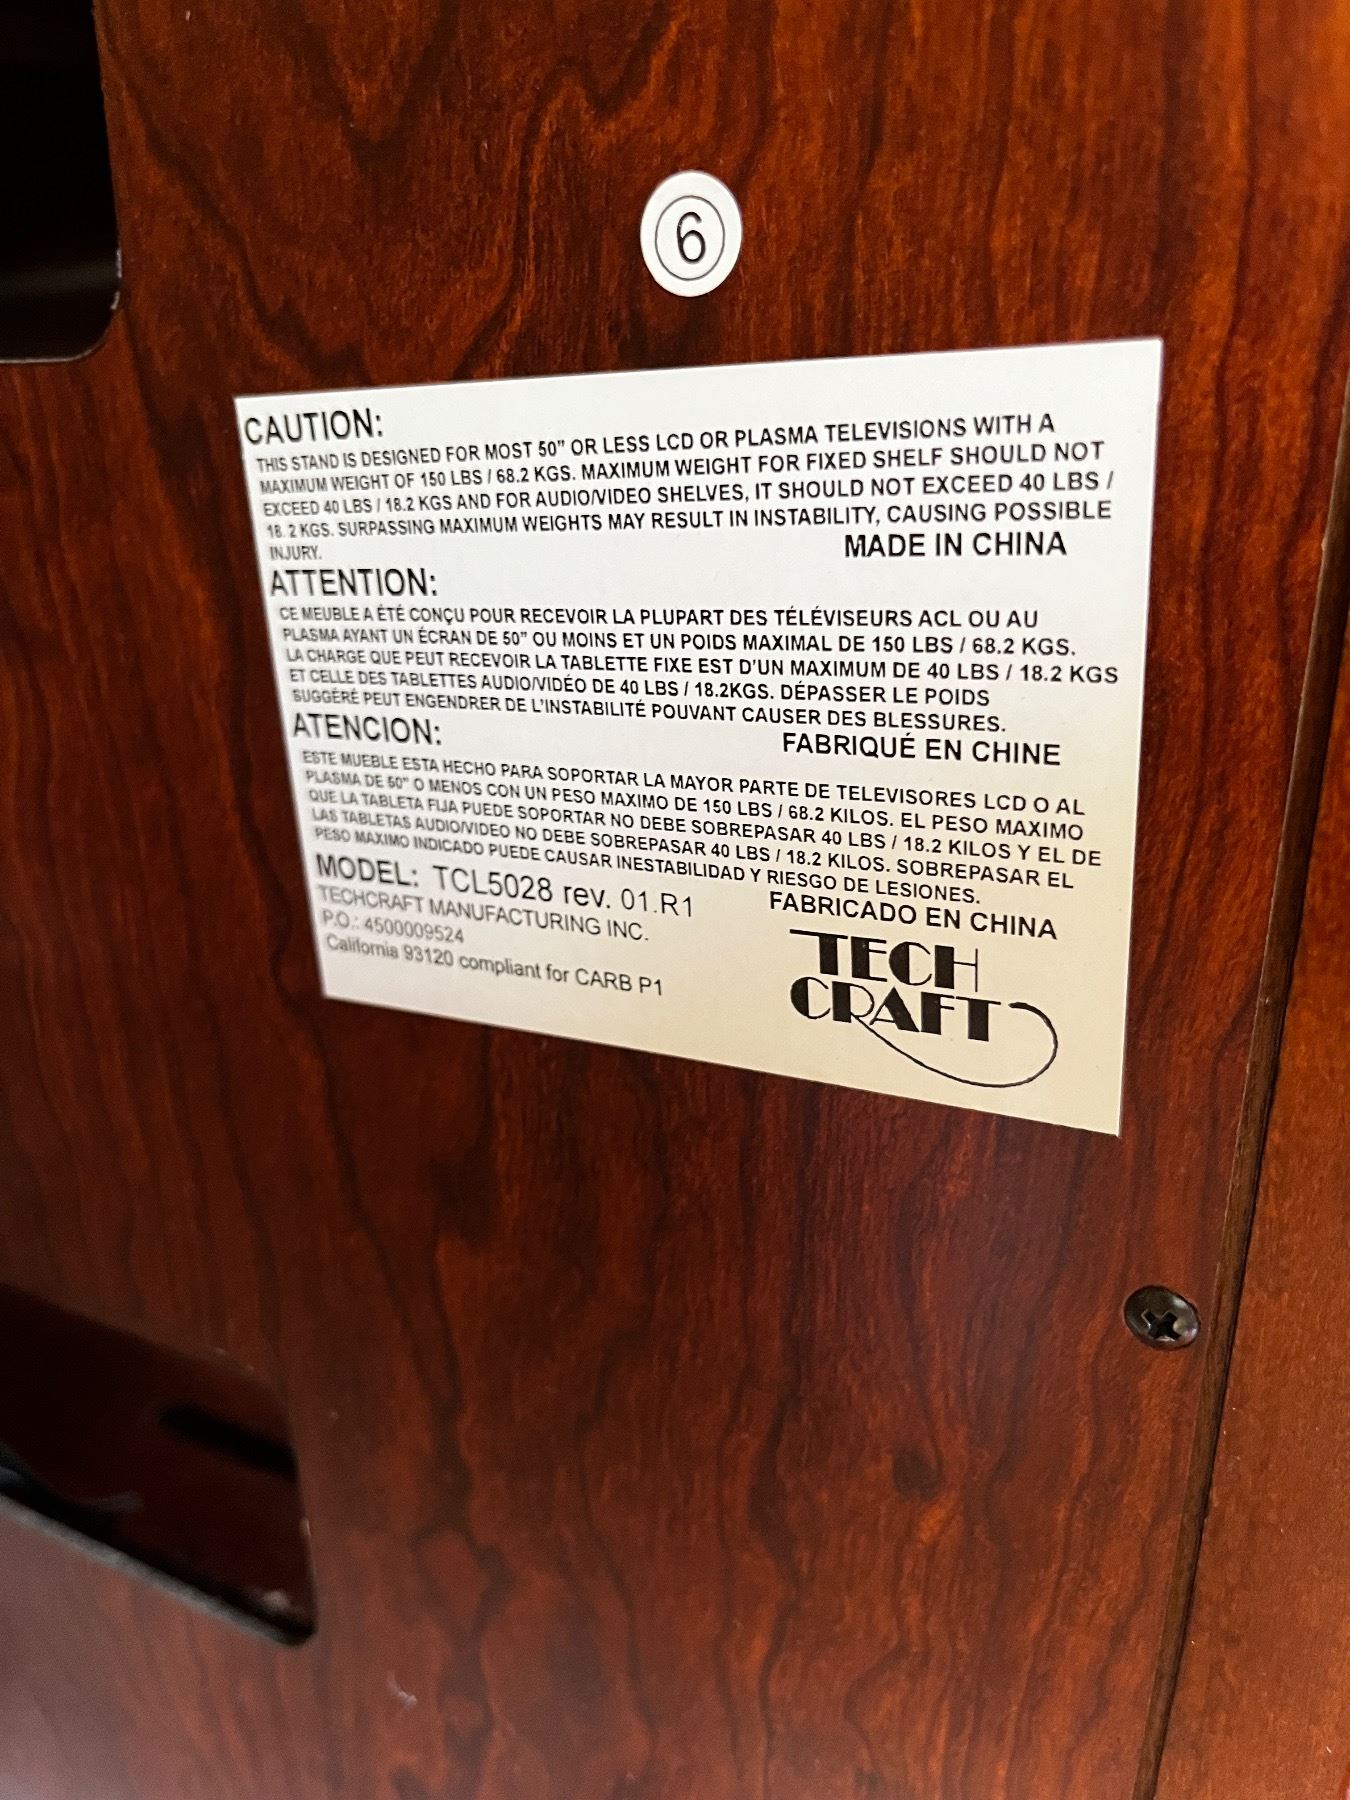 6
CAUTION:
THIS STAND IS DESIGNED FOR MOST 50" OR LESS LCD OR PLASMA TELEVISIONS WITH A
MAXIMUM WEIGHT OF 150 LBS / 68.2 KGS. MAXIMUM WEIGHT FOR FIXED SHELF SHOULD NOT
EXCEED 40 LBS / 18.2 KGS AND FOR AUDIO/VIDEO SHELVES, IT SHOULD NOT EXCEED 40 LBS /
18. 2 KGS. SURPASSING MAXIMUM WEIGHTS MAY RESULT IN INSTABILITY, CAUSING POSSIBLE
INJURY.
MADE IN CHINA
ATTENTION:
CE MEUBLE A ÉTÉ CONÇU POUR RECEVOIR LA PLUPART DES TÉLÉVISEURS ACL OU AU
PLASMA AYANT UN ÉCRAN DE 50" OU MOINS ET UN POIDS MAXIMAL DE 150 LBS / 68.2 KGS.
LA CHARGE QUE PEUT RECEVOIR LA TABLETTE FIXE EST D'UN MAXIMUM DE 40 LBS / 18.2 KGS
ET CELLE DES TABLETTES AUDIO/VIDÉO DE 40 LBS / 18.2KGS. DÉPASSER LE POIDS
SUGGÉRÉ PEUT ENGENDRER DE L'INSTABILITÉ POUVANT CAUSER DES BLESSURES.
FABRIQUÉ EN CHINE
ATENCION:
ESTE MUEBLE ESTA HECHO PARA SOPORTAR LA MAYOR PARTE DE TELEVISORES LCD O AL
PLASMA DE 50" O MENOS CON UN PESO MAXIMO DE 150 LBS / 68.2 KILOS. EL PESO MAXIMO
QUE LA TABLETA FIJA PUEDE SOPORTAR NO DEBE SOBREPASAR 40 LBS / 18.2 KILOS Y EL DE
LAS TABLETAS AUDIO/VIDEO NO DEBE SOBREPASAR 40 LBS / 18.2 KILOS. SOBREPASAR EL
PESO MAXIMO INDICADO PUEDE CAUSAR INESTABILIDAD Y RIESGO DE LESIONES.
FABRICADO EN CHINA
MODEL: TCL5028 rev. 01.R1
TECHCRAFT MANUFACTURING INC.
P.O.: 4500009524
California 93120 compliant for CARB P1
TECH
CRAFT